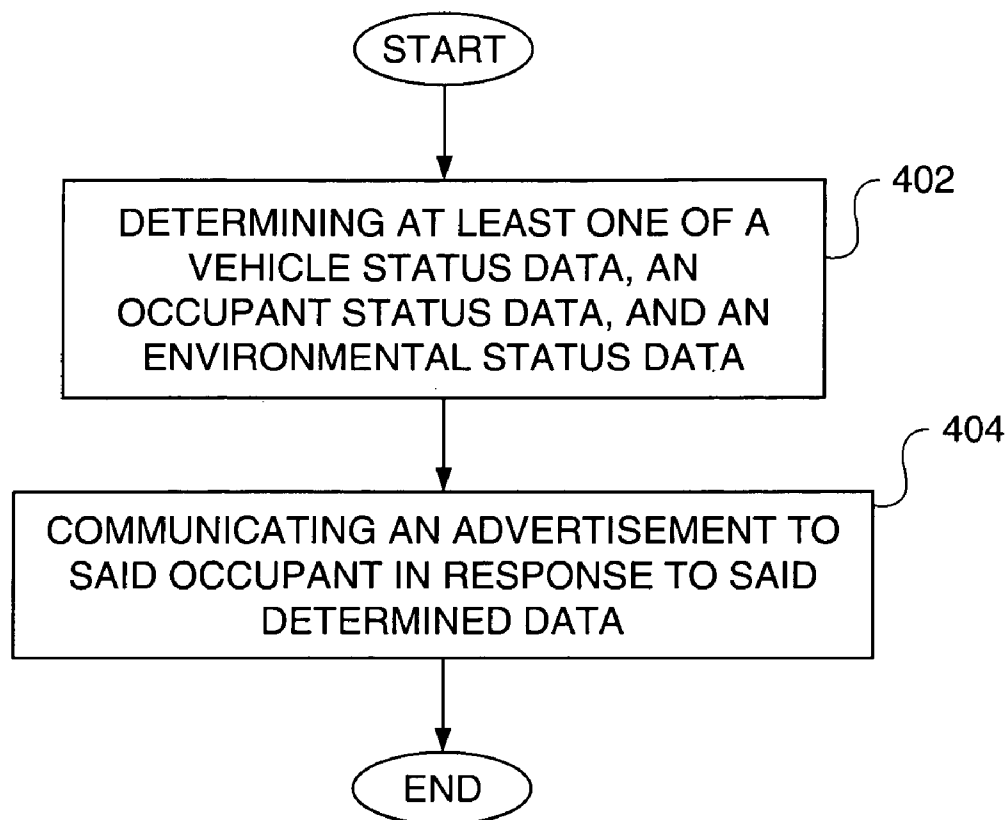 START
402
DETERMINING AT LEAST ONE OF A
VEHICLE STATUS DATA, AN
OCCUPANT STATUS DATA, AND AN
ENVIRONMENTAL STATUS DATA
404
COMMUNICATING AN ADVERTISEMENT TO
SAID OCCUPANT IN RESPONSE TO SAID
DETERMINED DATA
END